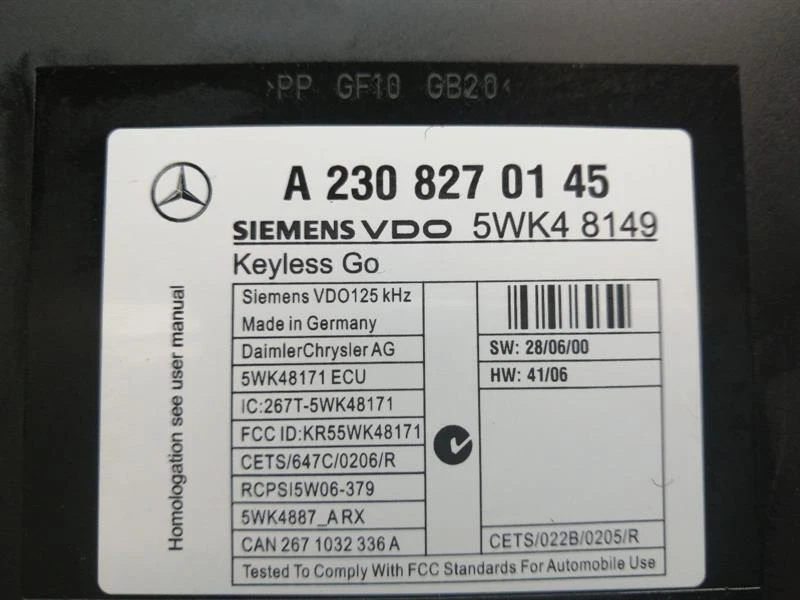 >PP GF10 GB20<
A 230 827 01 45
SIEMENS VDO 5WK4 8149
Keyless Go
Siemens VDO125 kHz
Made in Germany
DaimlerChrysler AG
5WK48171 ECU
IC:267T-5WK48171
FCC ID:KR55WK48171
CETS/647C/0206/R
RCPSI5W06-379
5WK4887_A RX
CAN 267 1032 336 A
SW: 28/06/00
HW: 41/06
CETS/022B/0205/R
Tested To Comply With FCC Standards For Automobile Use
Homologation see user manual